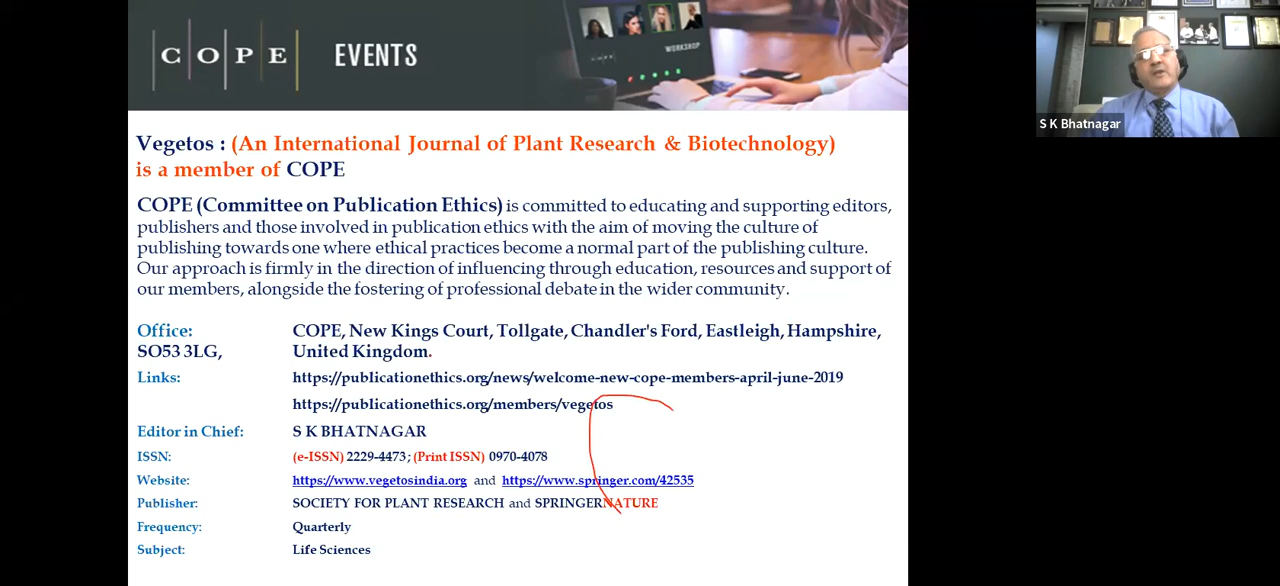 COPE EVENTS
WORKSHOP
S K Bhatnagar
Vegetos : (An International Journal of Plant Research & Biotechnology)
is a member of COPE
COPE (Committee on Publication Ethics) is committed to educating and supporting editors,
publishers and those involved in publication ethics with the aim of moving the culture of
publishing towards one where ethical practices become a normal part of the publishing culture.
Our approach is firmly in the direction of influencing through education, resources and support of
our members, alongside the fostering of professional debate in the wider community.
Office: COPE, New Kings Court, Tollgate, Chandler's Ford, Eastleigh, Hampshire,
SO53 3LG, United Kingdom.
Links: https://publicationethics.org/news/welcome-new-cope-members-april-june-2019
https://publicationethics.org/members/vegetos
Editor in Chief: S K BHATNAGAR
ISSN: (e-ISSN) 2229-4473; (Print ISSN) 0970-4078
Website: https://www.vegetosindia.org and https://www.springer.com/42535
Publisher: SOCIETY FOR PLANT RESEARCH and SPRINGERNATURE
Frequency: Quarterly
Subject: Life Sciences